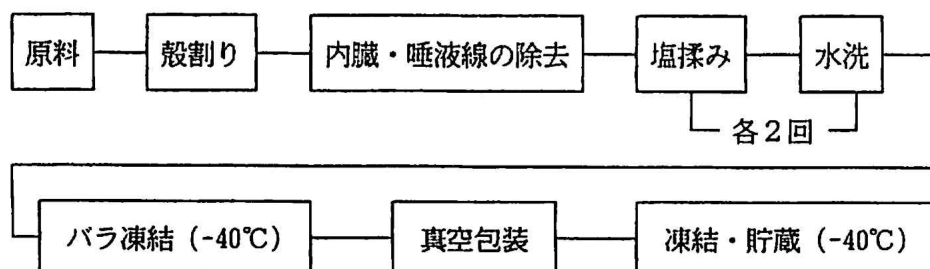 原料 殻割り 内臓・唾液線の除去 塩揉み 水洗
各2回
バラ凍結（-40℃） 真空包装 凍結・貯蔵（-40℃）